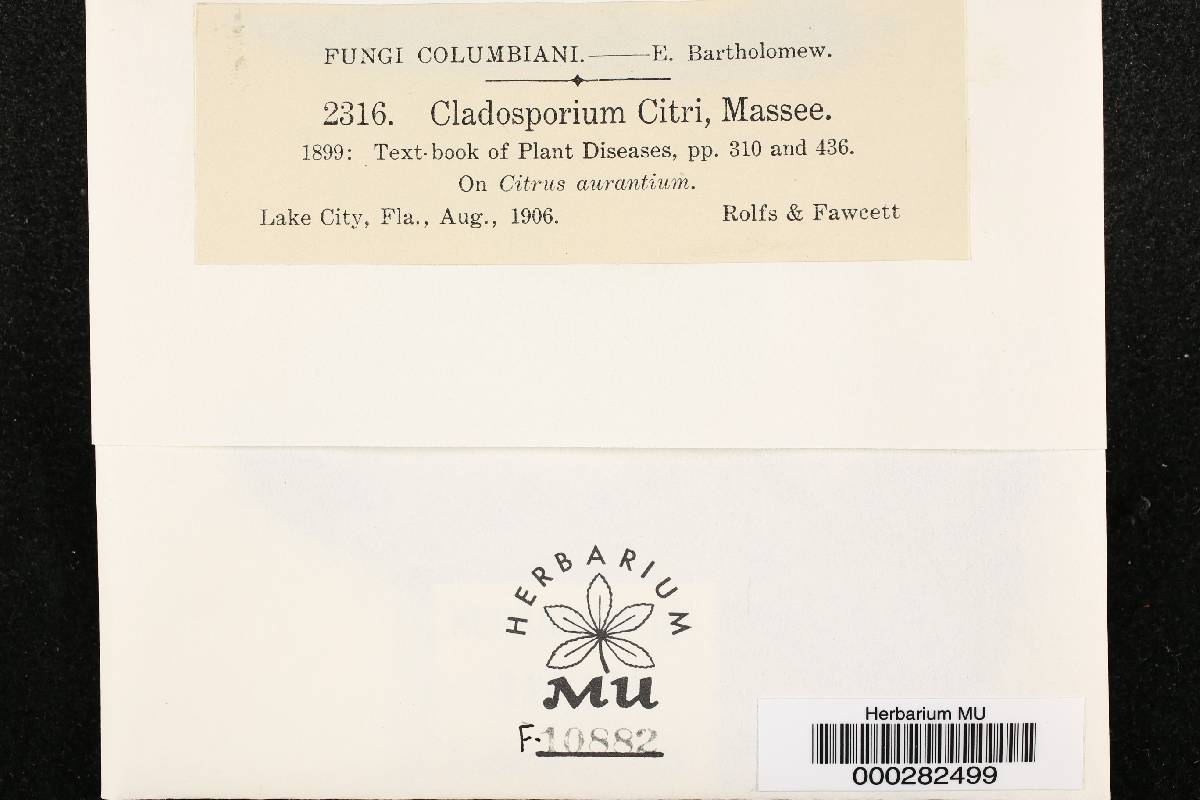 FUNGI COLUMBIANI.——E. Bartholomew.
2316. Cladosporium Citri, Massee.
1899: Text-book of Plant Diseases, pp. 310 and 436.
On Citrus aurantium.
Lake City, Fla., Aug., 1906. Rolfs & Fawcett
HERBARIUM
MU
F-10882
Herbarium MU
000282499